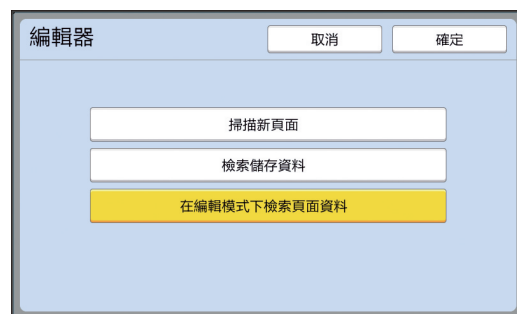 編輯器
取消
確定
掃描新頁面
檢索儲存資料
在編輯模式下檢索頁面資料